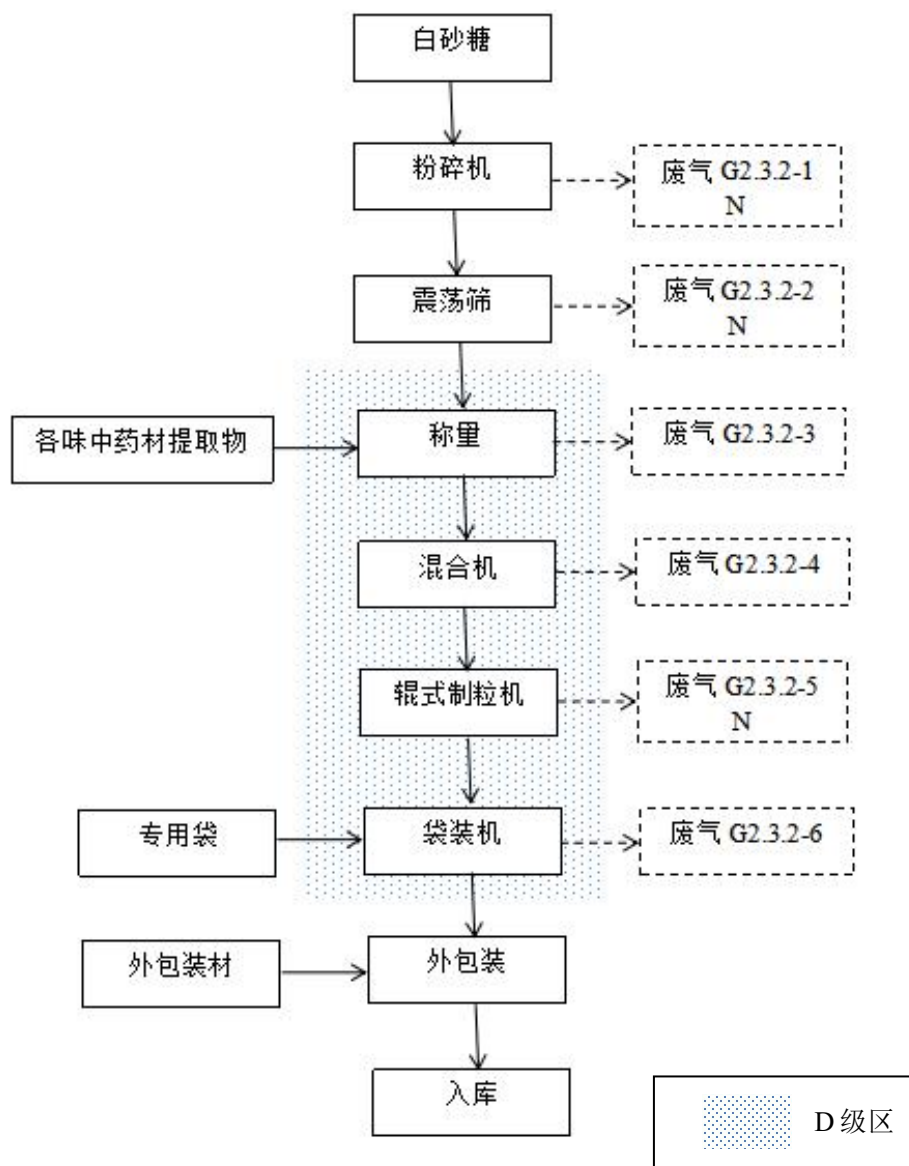 白砂糖
粉碎机
废气 G2.3.2-1
N
震荡筛
废气 G2.3.2-2
N
各味中药材提取物
称量
废气 G2.3.2-3
混合机
废气 G2.3.2-4
辊式制粒机
废气 G2.3.2-5
N
专用袋
袋装机
废气 G2.3.2-6
外包装材
外包装
入库
D 级区